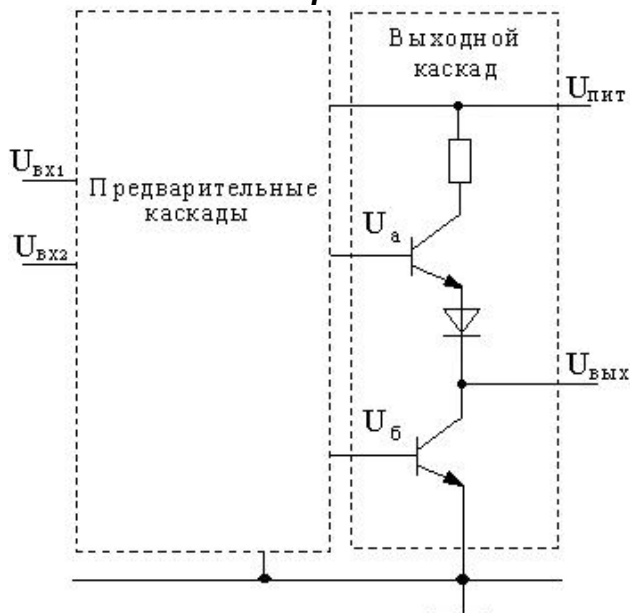 Выходной
каскад
Uпит
Uвх1
Предварительные
каскады
Uа
Uвх2
Uвых
Uб